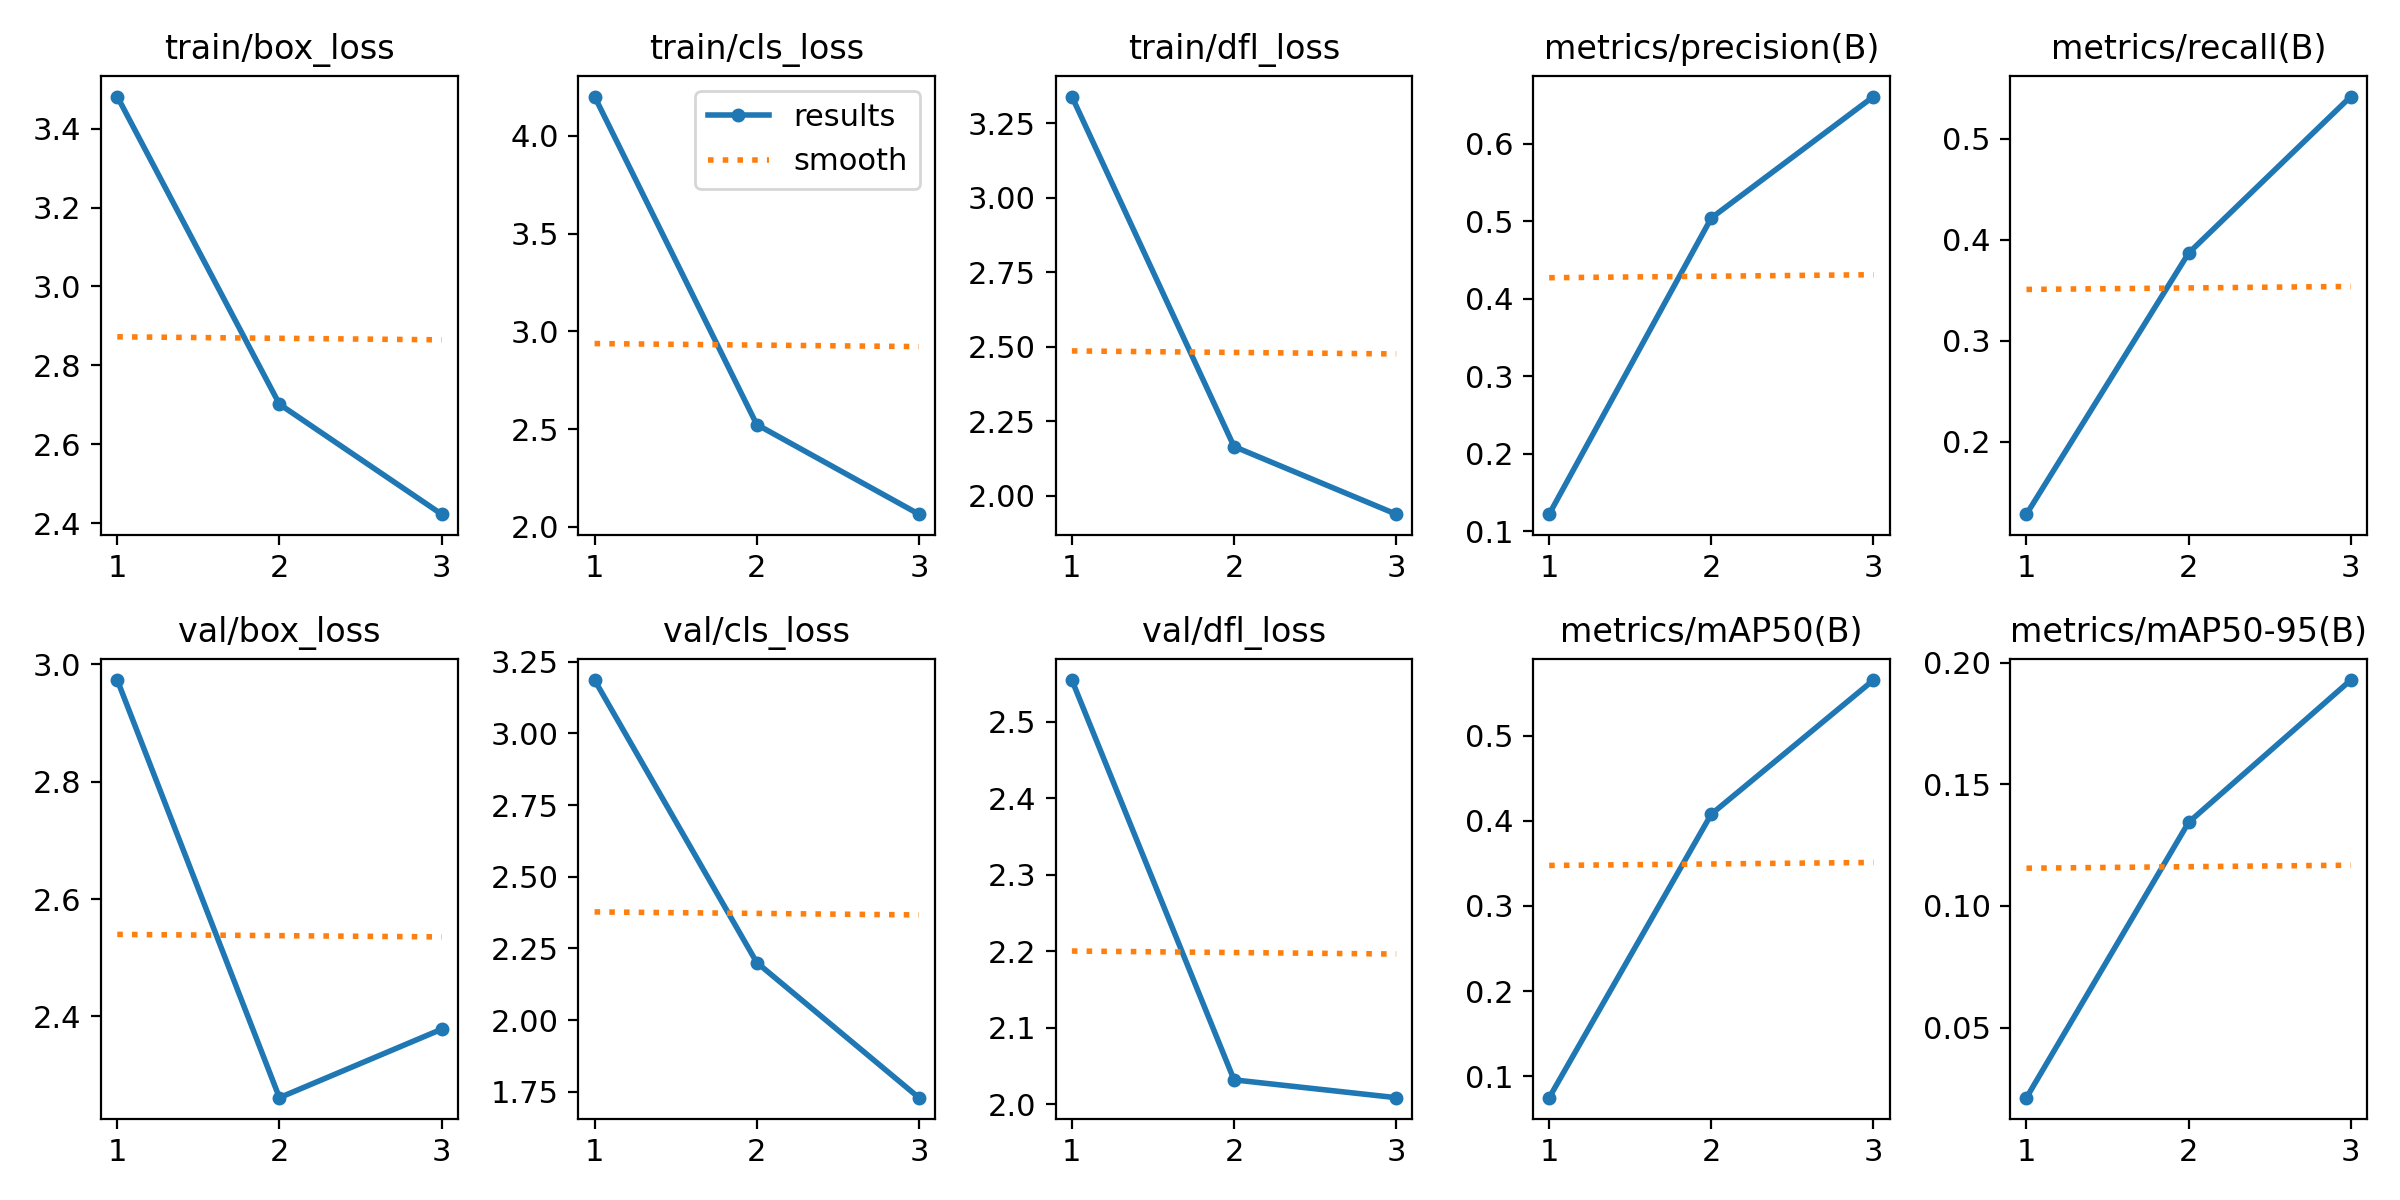 train/box_loss
train/cls_loss
train/dfl_loss
metrics/precision(B)
metrics/recall(B)
3.4
3.2
3.0
2.8
2.6
2.4
1 2 3
results
smooth
4.0
3.5
3.0
2.5
2.0
1 2 3
3.25
3.00
2.75
2.50
2.25
2.00
1 2 3
0.6
0.5
0.4
0.3
0.2
0.1
1 2 3
0.5
0.4
0.3
0.2
1 2 3
val/box_loss
val/cls_loss
val/dfl_loss
metrics/mAP50(B)
metrics/mAP50-95(B)
3.0
2.8
2.6
2.4
1 2 3
3.25
3.00
2.75
2.50
2.25
2.00
1.75
1 2 3
2.5
2.4
2.3
2.2
2.1
2.0
1 2 3
0.5
0.4
0.3
0.2
0.1
1 2 3
0.20
0.15
0.10
0.05
1 2 3